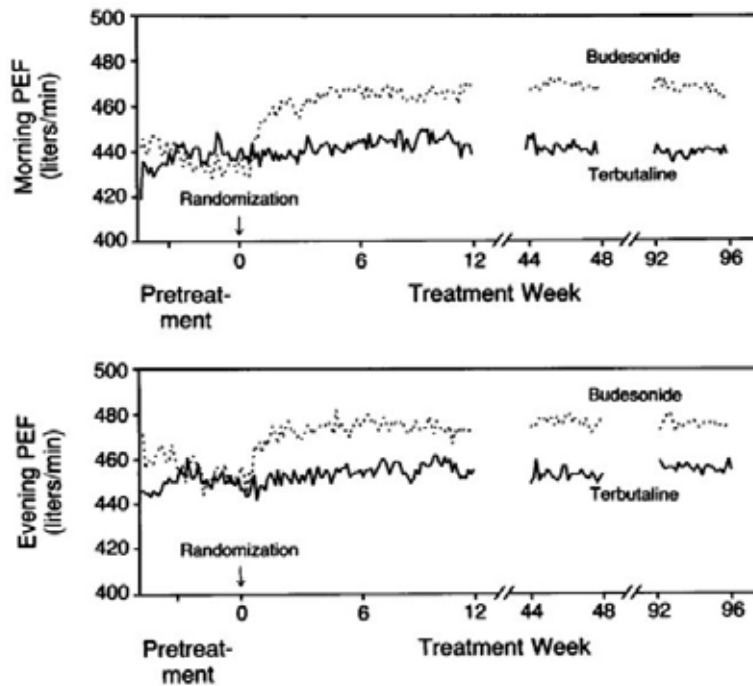 500
480
460
440
420
400
Morning PEF
(liters/min)
Budesonide
Terbutaline
Randomization
0 6 12 44 48 92 96
Pretreat-
ment
Treatment Week
500
480
460
440
420
400
Evening PEF
(liters/min)
Budesonide
Terbutaline
Randomization
0 6 12 44 48 92 96
Pretreat-
ment
Treatment Week